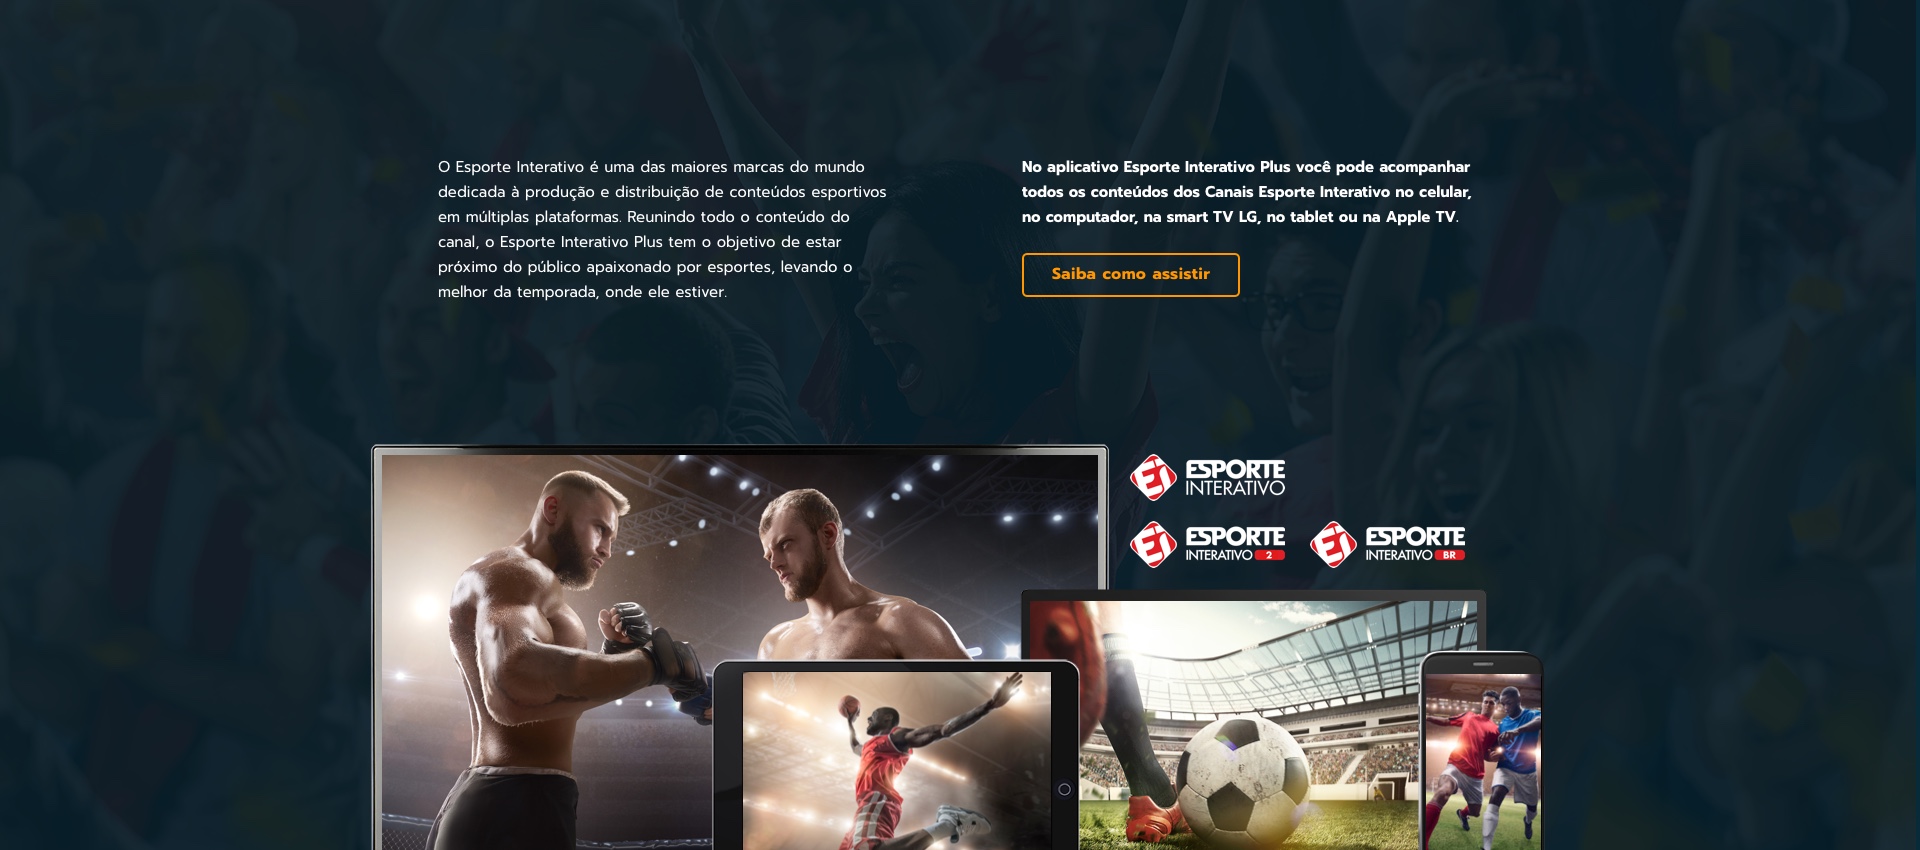 O Esporte Interativo é uma das maiores marcas do mundo
dedicada à produção e distribuição de conteúdos esportivos
em múltiplas plataformas. Reunindo todo o conteúdo do
canal, o Esporte Interativo Plus tem o objetivo de estar
próximo do público apaixonado por esportes, levando o
melhor da temporada, onde ele estiver.
No aplicativo Esporte Interativo Plus você pode acompanhar
todos os conteúdos dos Canais Esporte Interativo no celular,
no computador, na smart TV LG, no tablet ou na Apple TV.
Saiba como assistir
EI ESPORTE
INTERATIVO
EI ESPORTE
INTERATIVO 2
EI ESPORTE
INTERATIVO BR